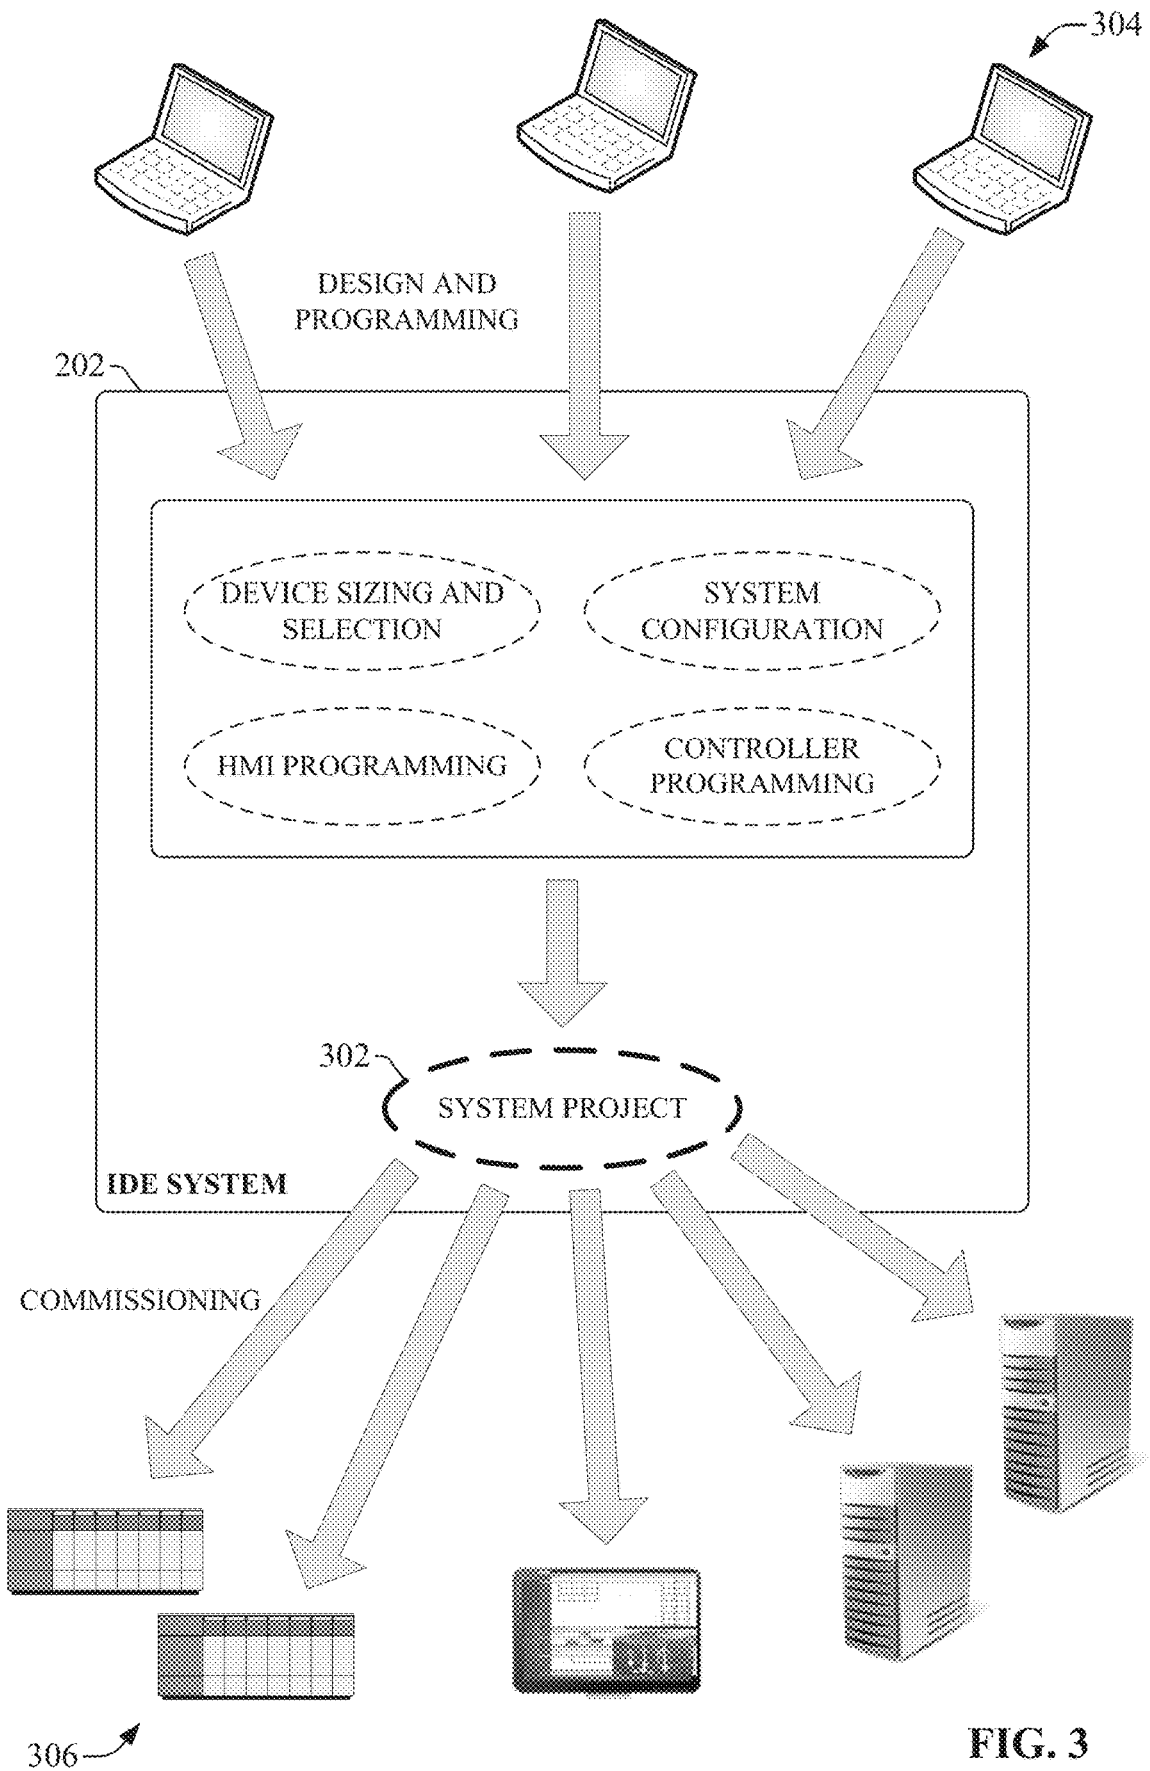 304
DESIGN AND
PROGRAMMING
202
DEVICE SIZING AND
SELECTION
SYSTEM
CONFIGURATION
HMI PROGRAMMING
CONTROLLER
PROGRAMMING
302
SYSTEM PROJECT
IDE SYSTEM
COMMISSIONING
306
FIG. 3